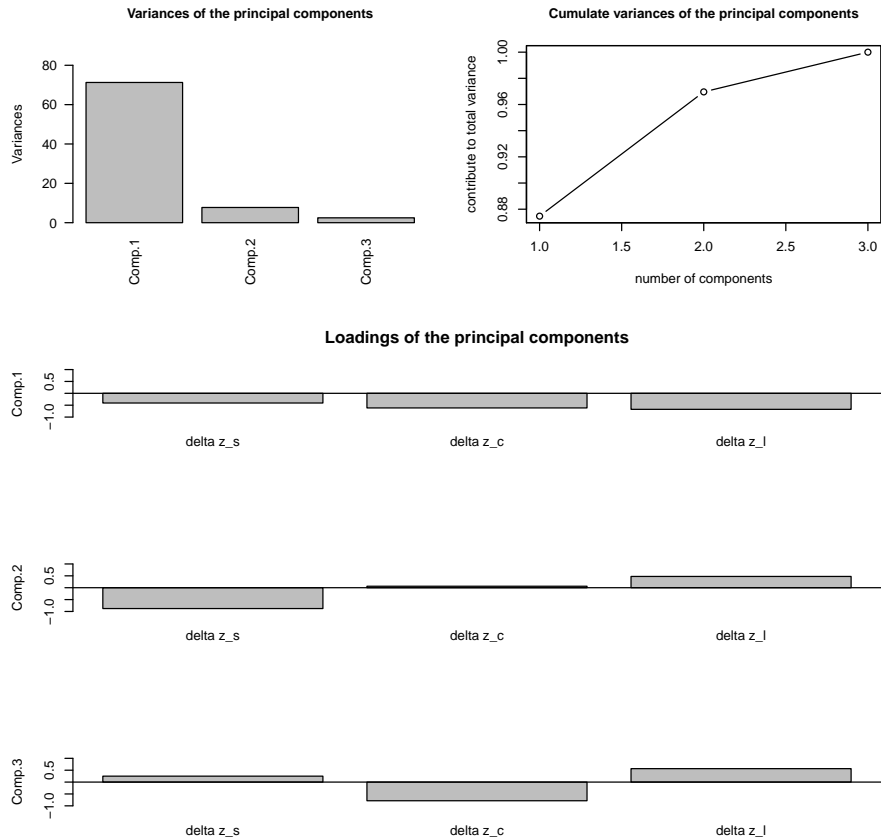 Variances of the principal components
Variances
80
60
40
20
0
Comp.1
Comp.2
Comp.3
Cumulate variances of the principal components
contribute to total variance
1.00
0.96
0.92
0.88
1.0
1.5
2.0
2.5
3.0
number of components
Loadings of the principal components
Comp.1
0.5
−1.0
delta z_s
delta z_c
delta z_l
Comp.2
0.5
−1.0
delta z_s
delta z_c
delta z_l
Comp.3
0.5
−1.0
delta z_s
delta z_c
delta z_l